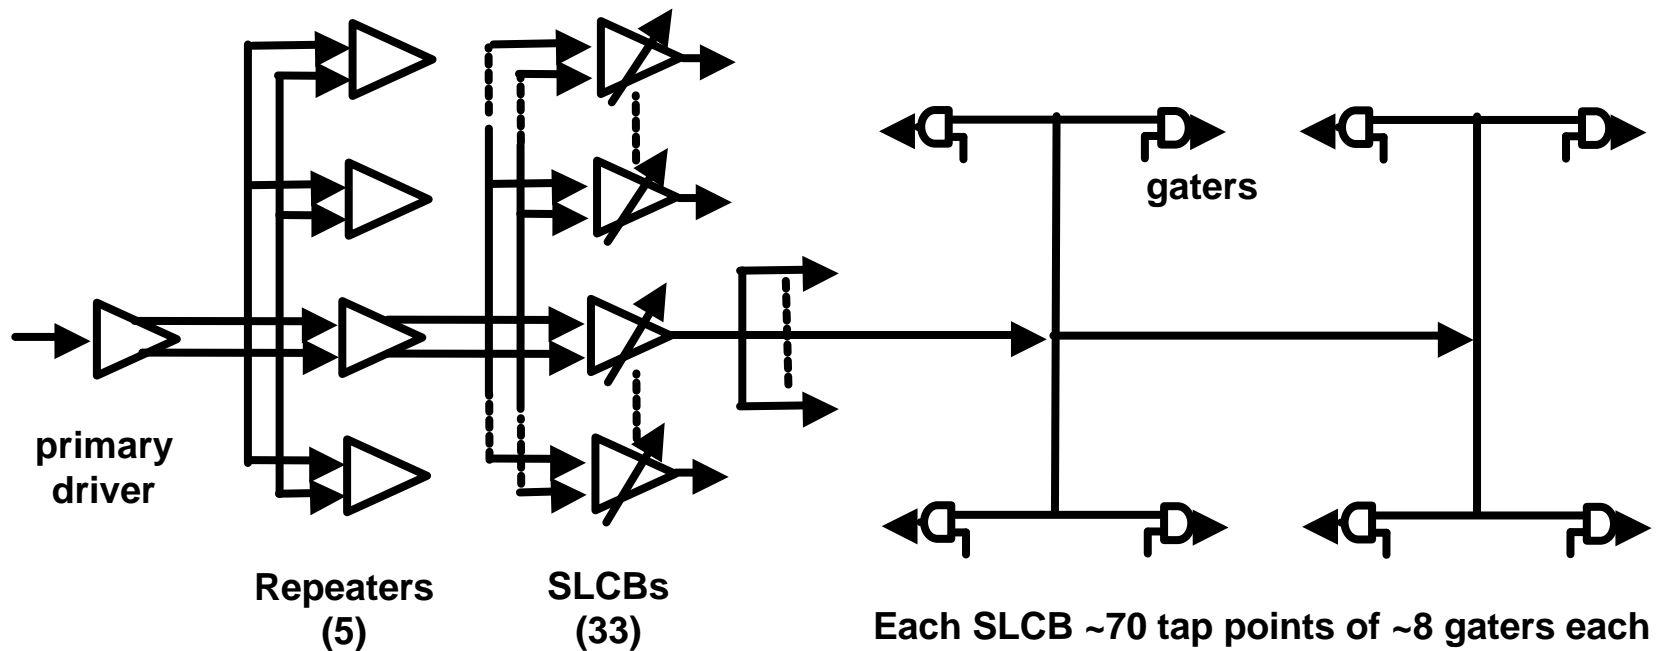 gaters
primary
driver
Repeaters
(5)
SLCBs
(33)
Each SLCB ~70 tap points of ~8 gaters each